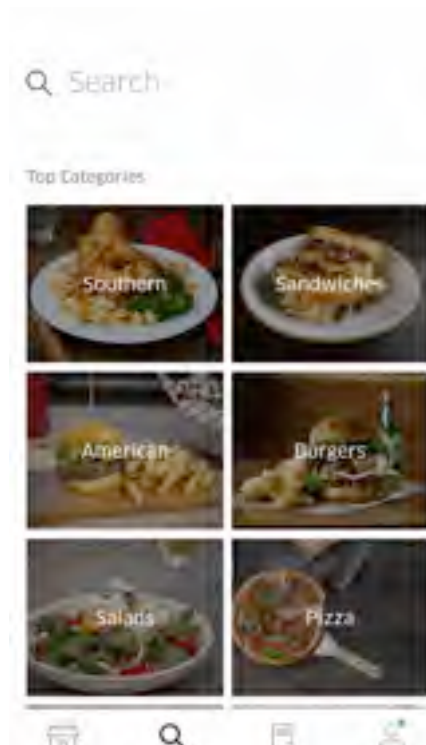 Search
Top Categories
Southern
Sandwiches
American
Burgers
Salads
Pizza